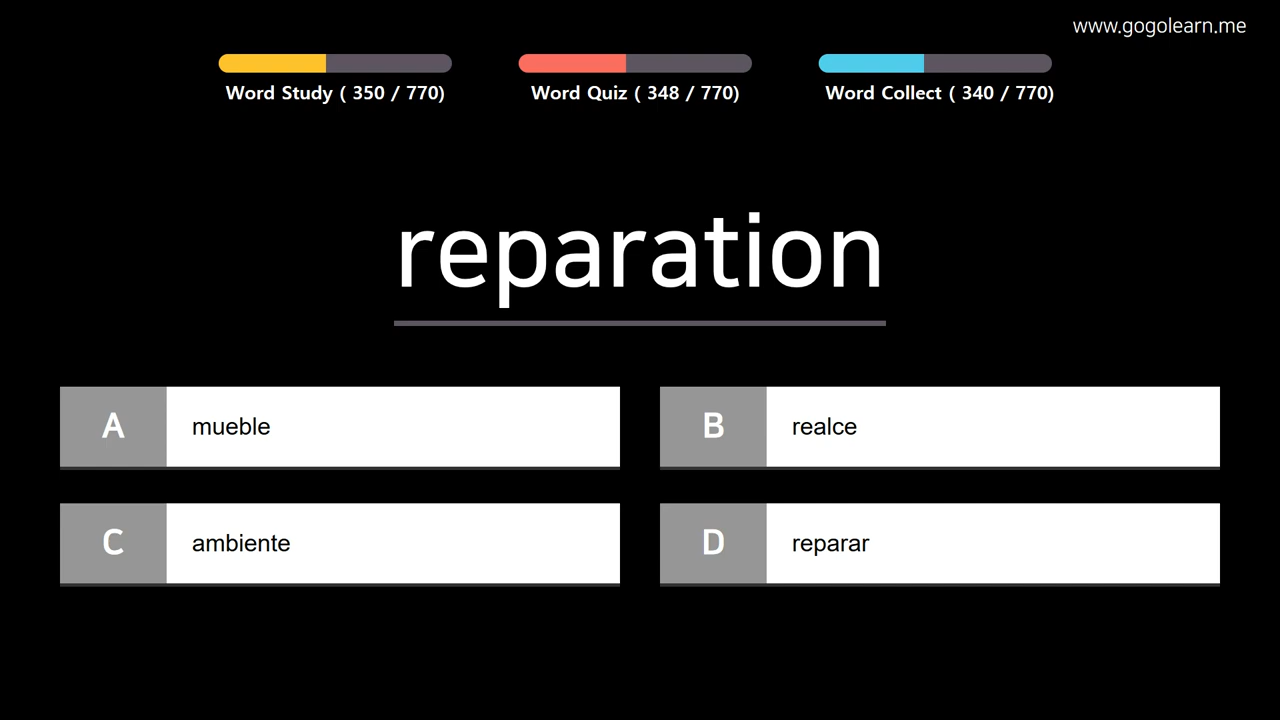 www.gogolearn.me
Word Study ( 350 / 770)
Word Quiz ( 348 / 770)
Word Collect ( 340 / 770)
reparation
A mueble
B realce
C ambiente
D reparar